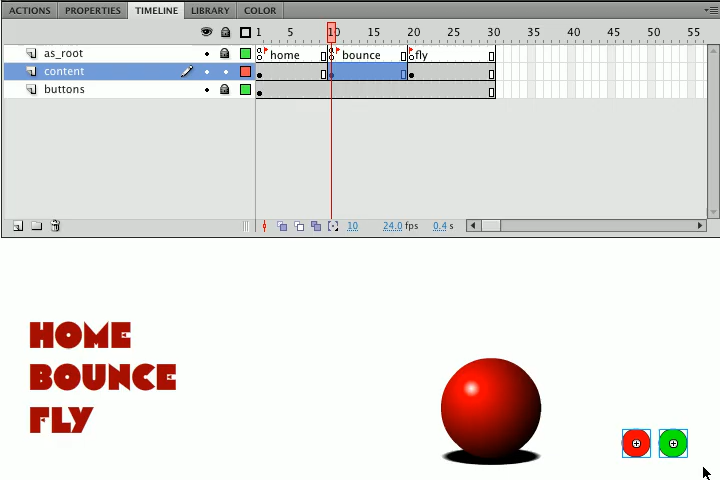 ACTIONS PROPERTIES TIMELINE LIBRARY COLOR
1 5 10 15 20 25 30 35 40 45 50 55
as_root home bounce fly
content
buttons
10 24.0 fps 0.4 s
HOME
BOUNCE
FLY